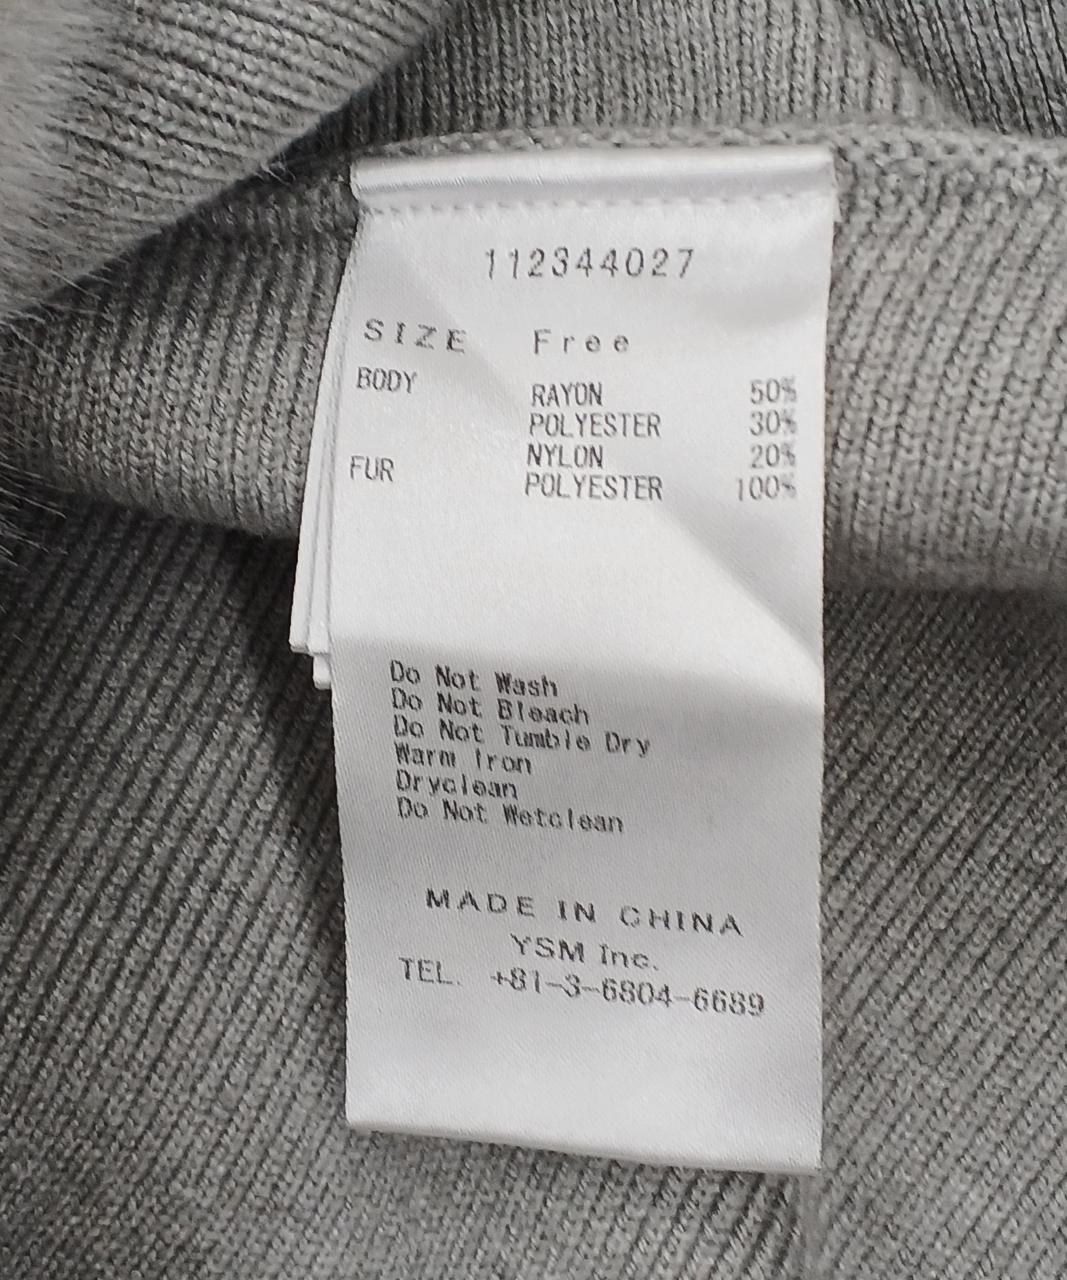 112344027
SIZE Free
BODY RAYON 50%
POLYESTER 30%
NYLON 20%
FUR POLYESTER 100%
Do Not Wash
Do Not Bleach
Do Not Tumble Dry
Warm Iron
Dryclean
Do Not Wetclean
MADE IN CHINA
YSM Inc.
TEL. +81-3-6804-6689